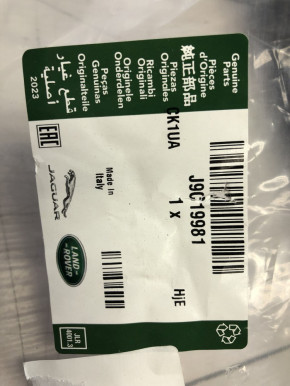 Genuine
Parts
Pièces
d'Origine
純正部品
Piezas
Originales
Ricambi
Originali
Originele
Onderdelen
Peças
Genuínas
Originalteile
قطع غيار
أصلية
2023
CK1UA
J9C19981
1 x
HjE
Made in
Italy
EAC
JAGUAR
LAND
ROVER
JLR